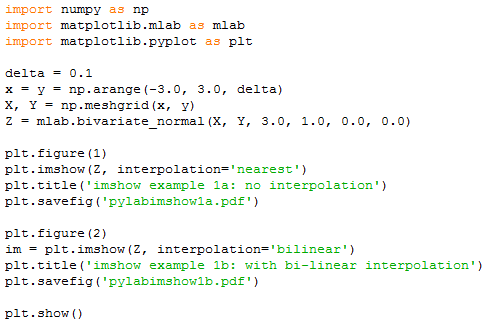 import numpy as np
import matplotlib.mlab as mlab
import matplotlib.pyplot as plt
delta = 0.1
x = y = np.arange(-3.0, 3.0, delta)
X, Y = np.meshgrid(x, y)
Z = mlab.bivariate_normal(X, Y, 3.0, 1.0, 0.0, 0.0)
plt.figure(1)
plt.imshow(Z, interpolation='nearest')
plt.title('imshow example 1a: no interpolation')
plt.savefig('pylabimshow1a.pdf')
plt.figure(2)
im = plt.imshow(Z, interpolation='bilinear')
plt.title('imshow example 1b: with bi-linear interpolation')
plt.savefig('pylabimshow1b.pdf')
plt.show()